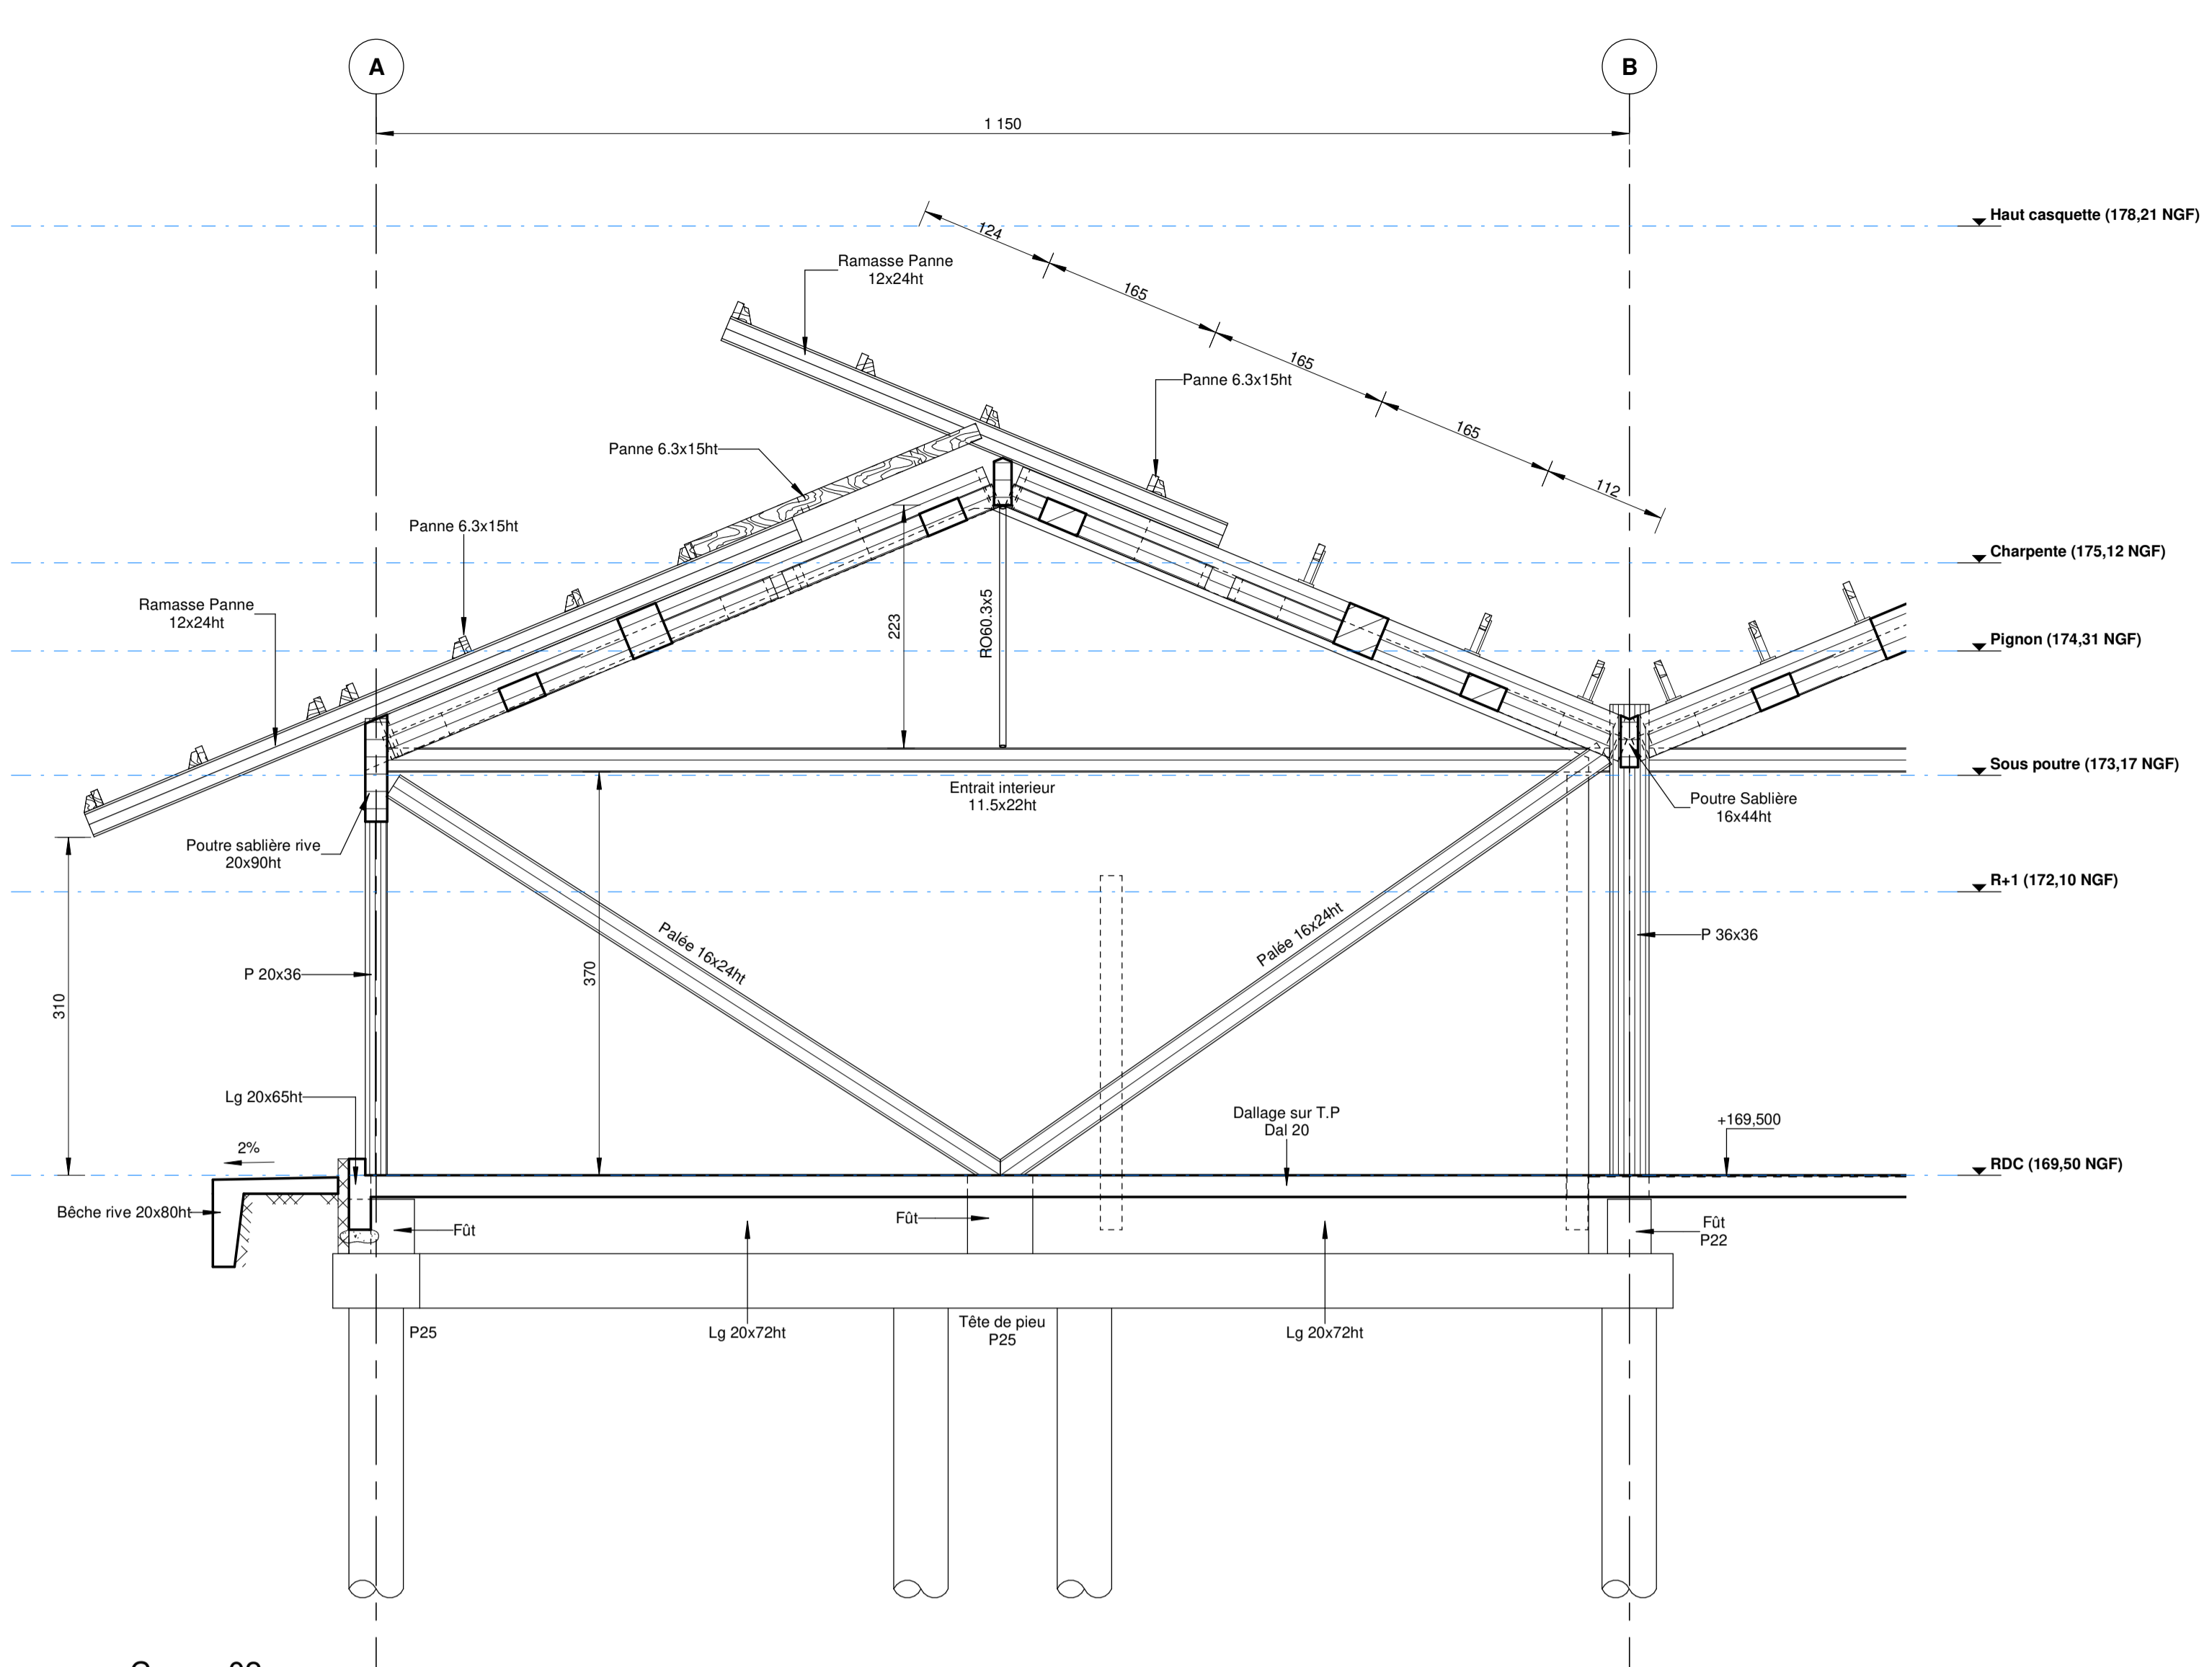 A
B
1 150
Haut casquette (178,21 NGF)
124
165
165
165
112
Ramasse Panne
12x24ht
Panne 6.3x15ht
Panne 6.3x15ht
Panne 6.3x15ht
Charpente (175,12 NGF)
Ramasse Panne
12x24ht
223
RO60.3x5
Pignon (174,31 NGF)
Sous poutre (173,17 NGF)
Entrait interieur
11.5x22ht
Poutre Sablière
16x44ht
Poutre sablière rive
20x90ht
R+1 (172,10 NGF)
Palée 16x24ht
Palée 16x24ht
P 36x36
P 20x36
370
310
Lg 20x65ht
Dallage sur T.P
Dal 20
+169,500
2%
RDC (169,50 NGF)
Bêche rive 20x80ht
Fût
Fût
Fût
P22
P25
Lg 20x72ht
Tête de pieu
P25
Lg 20x72ht